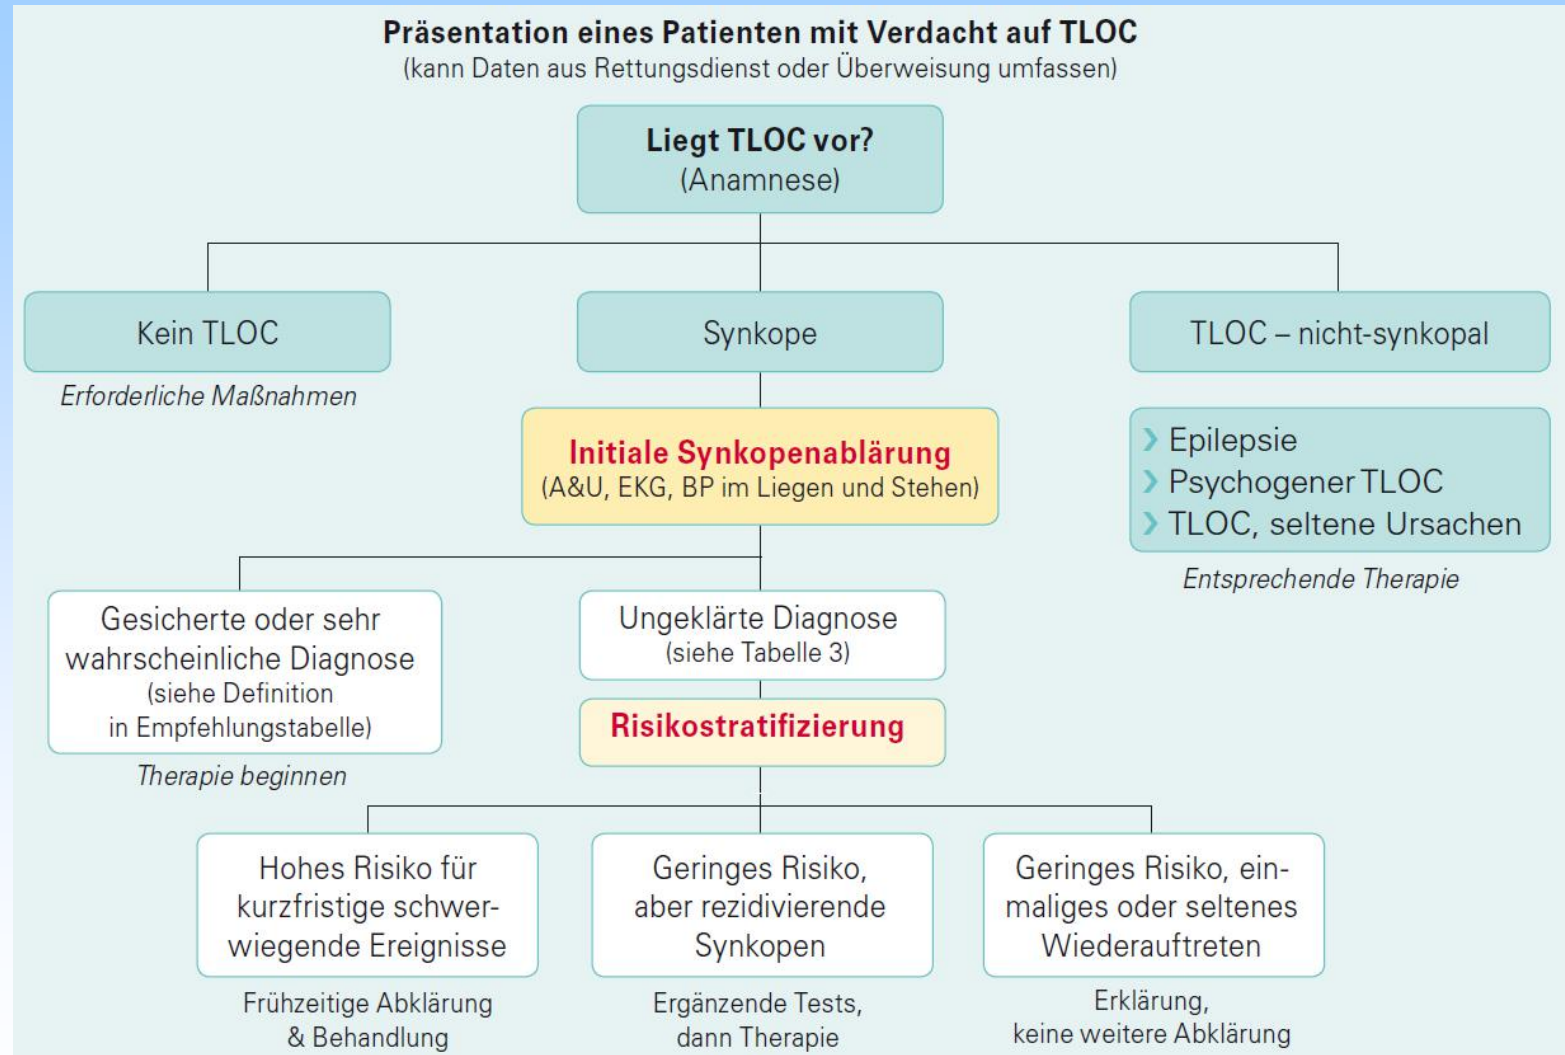 Präsentation eines Patienten mit Verdacht auf TLOC
(kann Daten aus Rettungsdienst oder Überweisung umfassen)
Liegt TLOC vor?
(Anamnese)
Kein TLOC
Erforderliche Maßnahmen
Synkope
TLOC – nicht-synkopal
› Epilepsie
› Psychogener TLOC
› TLOC, seltene Ursachen
Entsprechende Therapie
Initiale Synkopenablärung
(A&U, EKG, BP im Liegen und Stehen)
Gesicherte oder sehr
wahrscheinliche Diagnose
(siehe Definition
in Empfehlungstabelle)
Therapie beginnen
Ungeklärte Diagnose
(siehe Tabelle 3)
Risikostratifizierung
Hohes Risiko für
kurzfristige schwer-
wiegende Ereignisse
Frühzeitige Abklärung
& Behandlung
Geringes Risiko,
aber rezidivierende
Synkopen
Ergänzende Tests,
dann Therapie
Geringes Risiko, ein-
maliges oder seltenes
Wiederauftreten
Erklärung,
keine weitere Abklärung